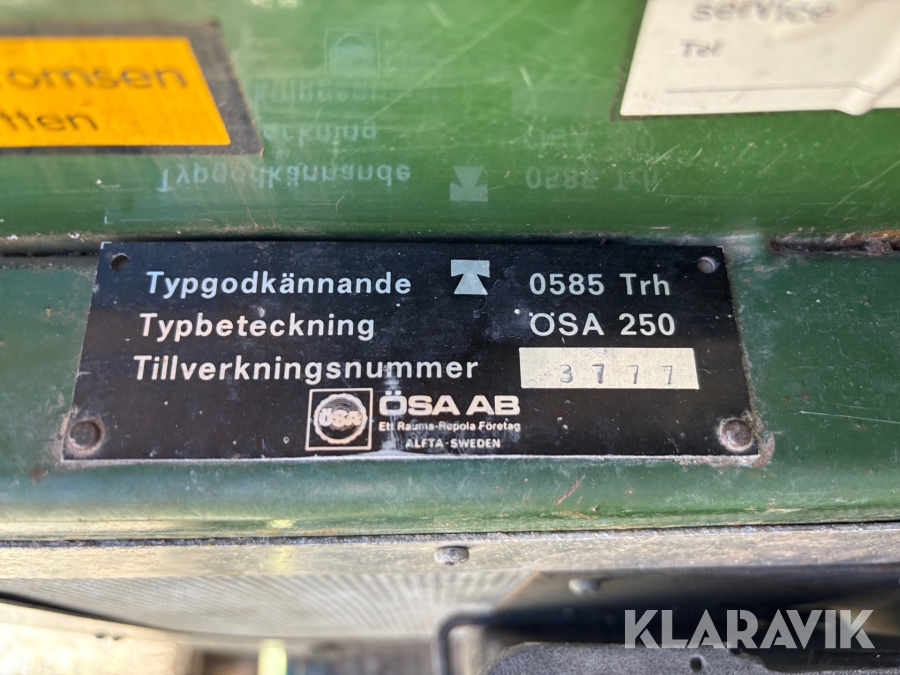 service
Tel
omsen
tten
Typgodkännande 0585 Trh
Typbeteckning ÖSA 250
Tillverkningsnummer 3777
ÖSA
ÖSA AB
Ett Rauma-Repola Företag
ALFTA-SWEDEN
KLARAVIK